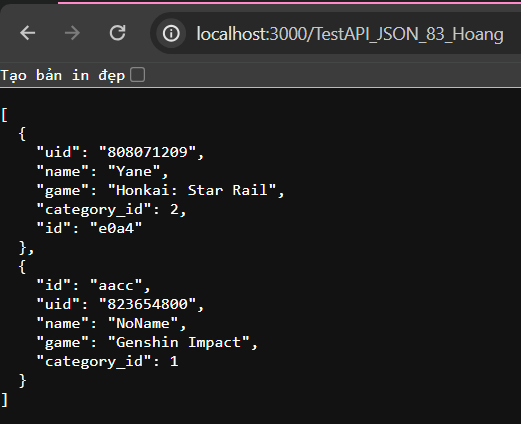 localhost:3000/TestAPI_JSON_83_Hoang
Tạo bản in đẹp
[
  {
    "uid": "808071209",
    "name": "Yane",
    "game": "Honkai: Star Rail",
    "category_id": 2,
    "id": "e0a4"
  },
  {
    "id": "aacc",
    "uid": "823654800",
    "name": "NoName",
    "game": "Genshin Impact",
    "category_id": 1
  }
]